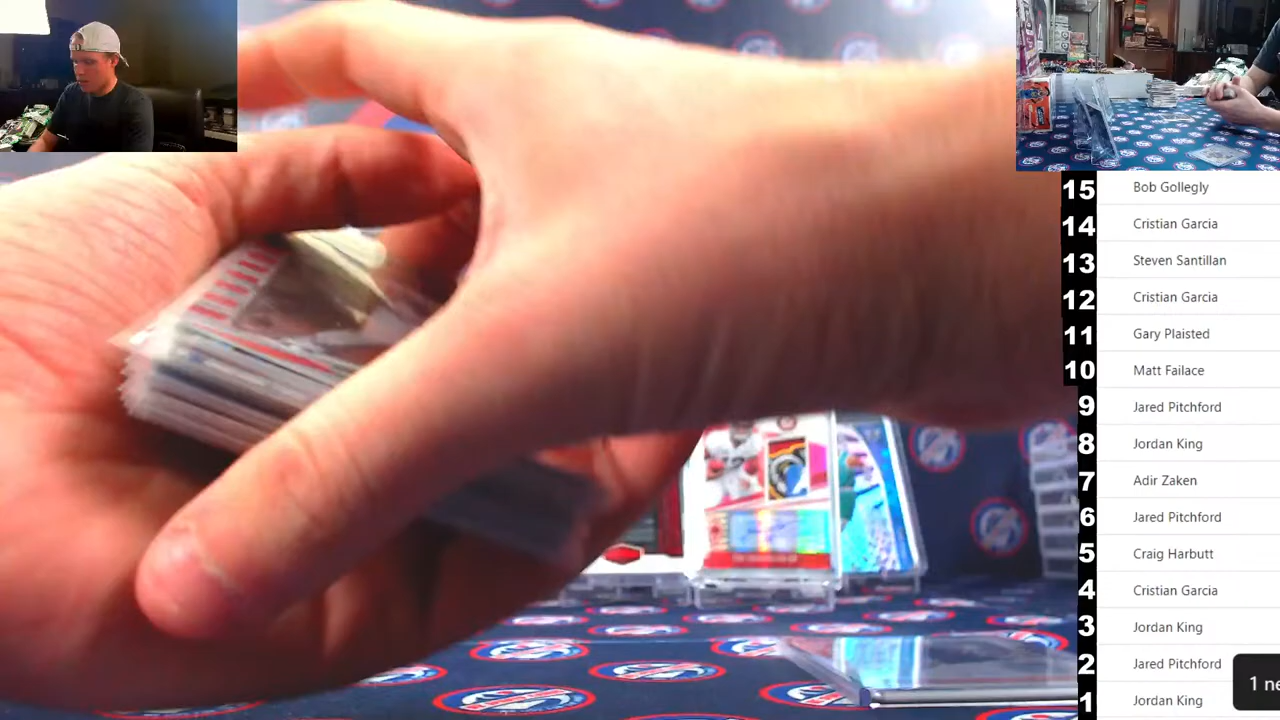 15 Bob Gollegly
14 Cristian Garcia
13 Steven Santillan
12 Cristian Garcia
11 Gary Plaisted
10 Matt Failace
9 Jared Pitchford
8 Jordan King
7 Adir Zaken
6 Jared Pitchford
5 Craig Harbutt
4 Cristian Garcia
3 Jordan King
2 Jared Pitchford
1 ne
1 Jordan King